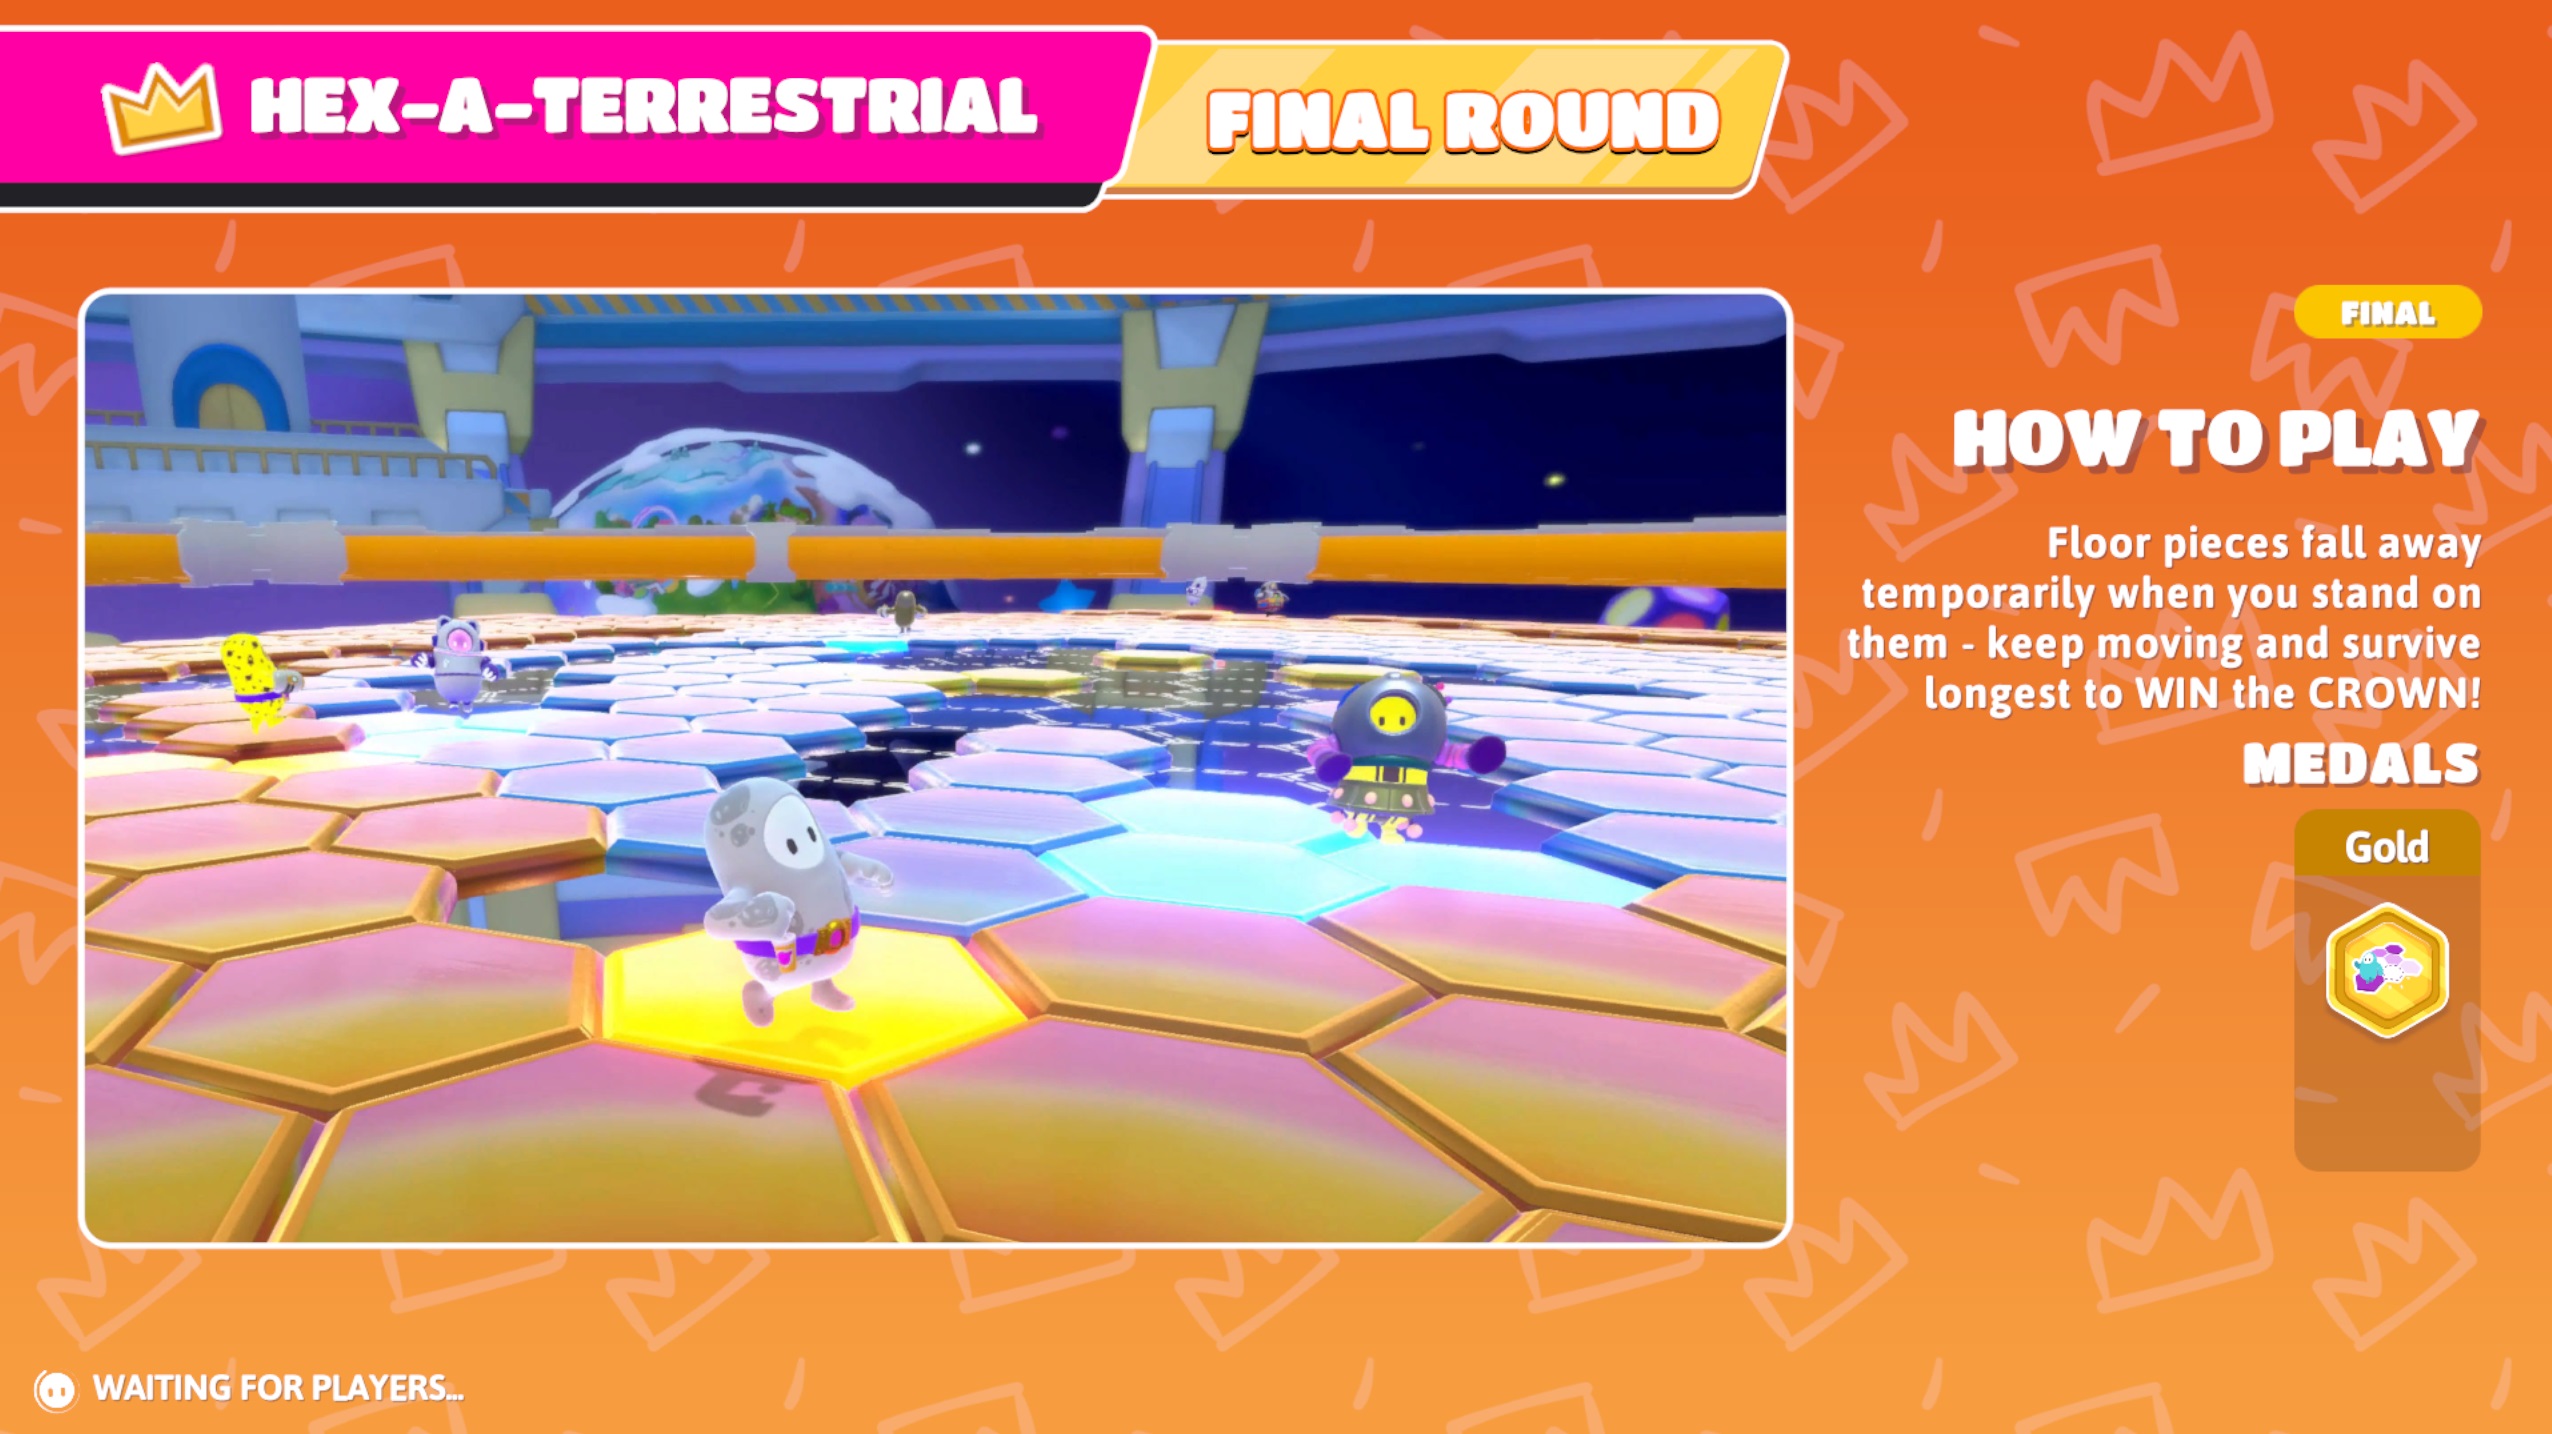 HEX-A-TERRESTRIAL
FINAL ROUND
FINAL
HOW TO PLAY
Floor pieces fall away
temporarily when you stand on
them - keep moving and survive
longest to WIN the CROWN!
MEDALS
Gold
WAITING FOR PLAYERS...